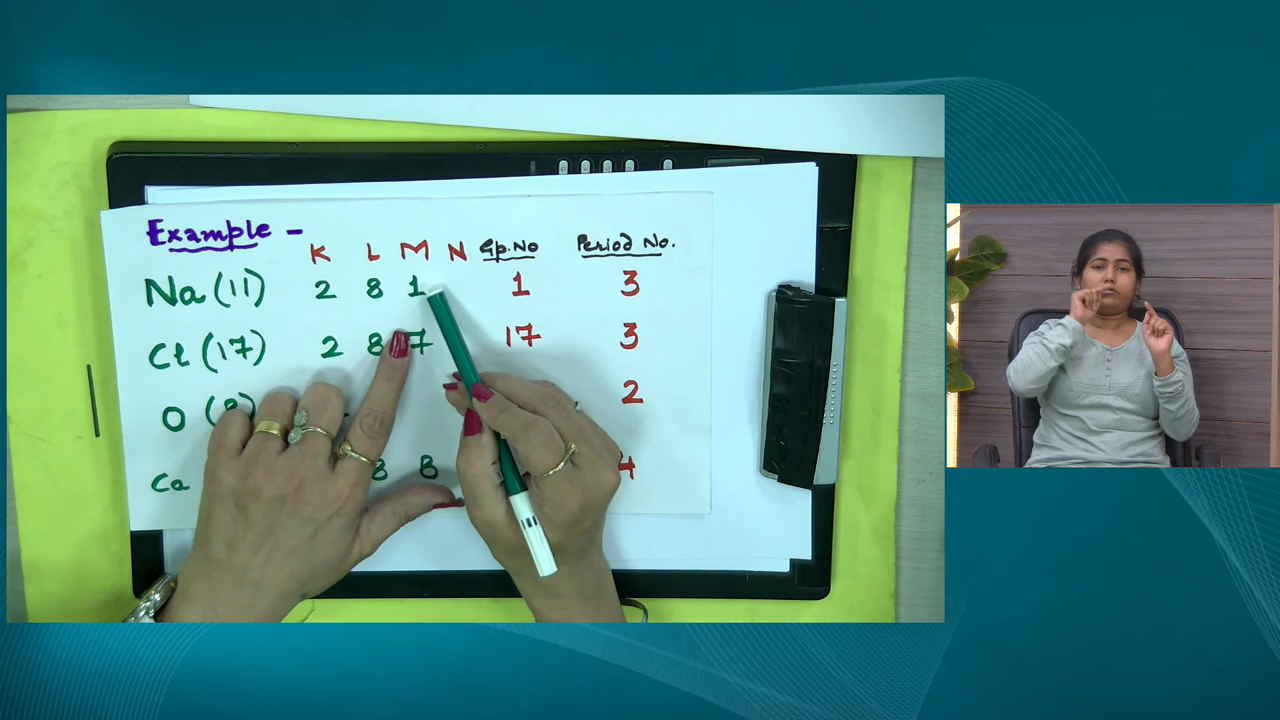 Example -
K L M N Gp.No Period No.
Na (11) 2 8 1 1 3
Cl (17) 2 8 7 17 3
O 2
Ca 8 8 4